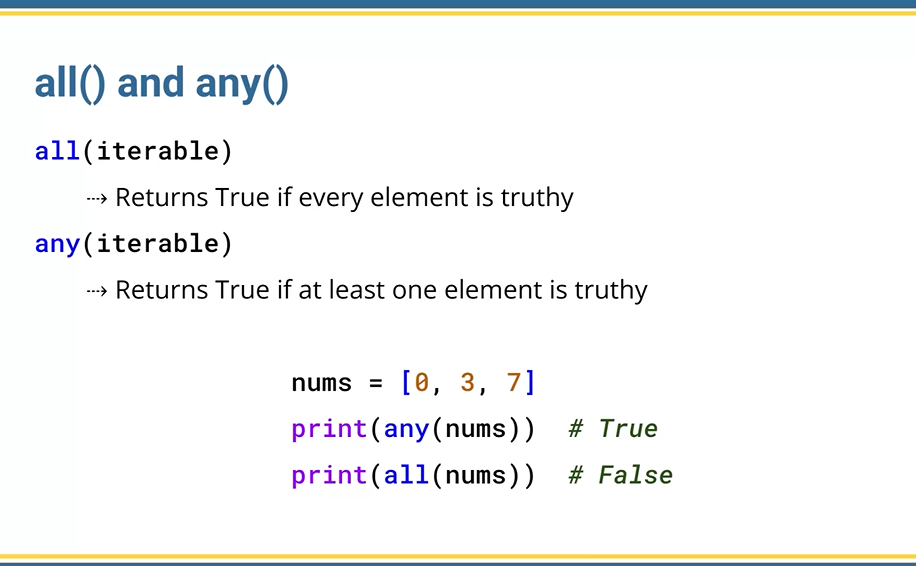 all() and any()
all(iterable)
⇢ Returns True if every element is truthy
any(iterable)
⇢ Returns True if at least one element is truthy
nums = [0, 3, 7]
print(any(nums))  # True
print(all(nums))  # False